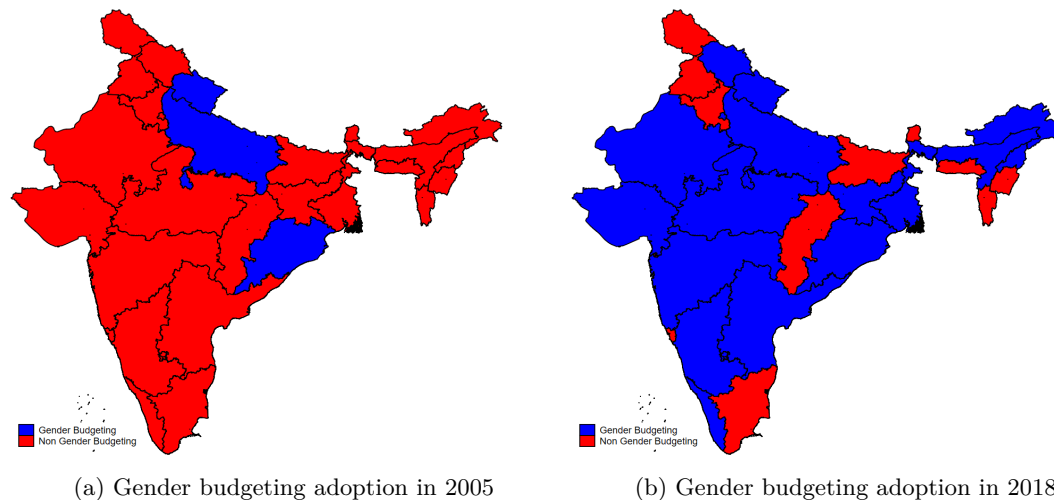 Gender Budgeting
Non Gender Budgeting
Gender Budgeting
Non Gender Budgeting
(a) Gender budgeting adoption in 2005
(b) Gender budgeting adoption in 2018